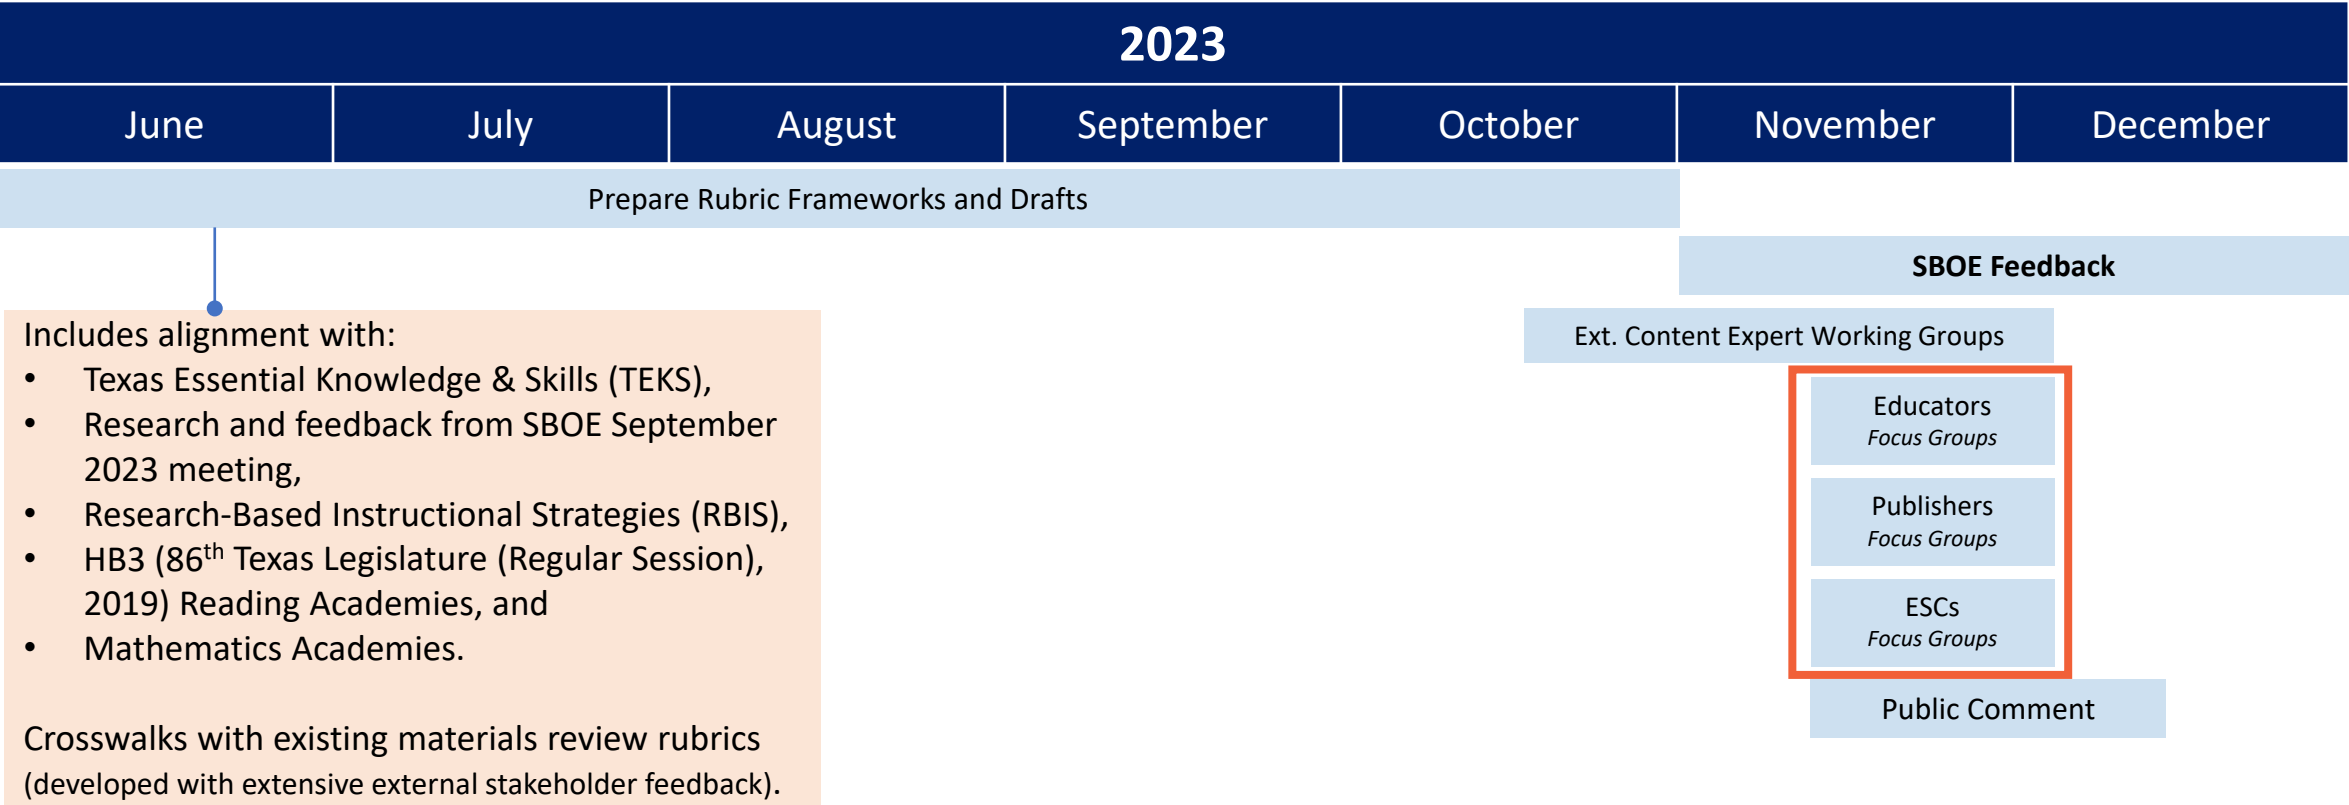 2023
June
July
August
September
October
November
December
Prepare Rubric Frameworks and Drafts
SBOE Feedback
Ext. Content Expert Working Groups
Educators
Focus Groups
Publishers
Focus Groups
ESCs
Focus Groups
Public Comment
Includes alignment with:
• Texas Essential Knowledge & Skills (TEKS),
• Research and feedback from SBOE September
2023 meeting,
• Research-Based Instructional Strategies (RBIS),
• HB3 (86th Texas Legislature (Regular Session),
2019) Reading Academies, and
• Mathematics Academies.
Crosswalks with existing materials review rubrics
(developed with extensive external stakeholder feedback).